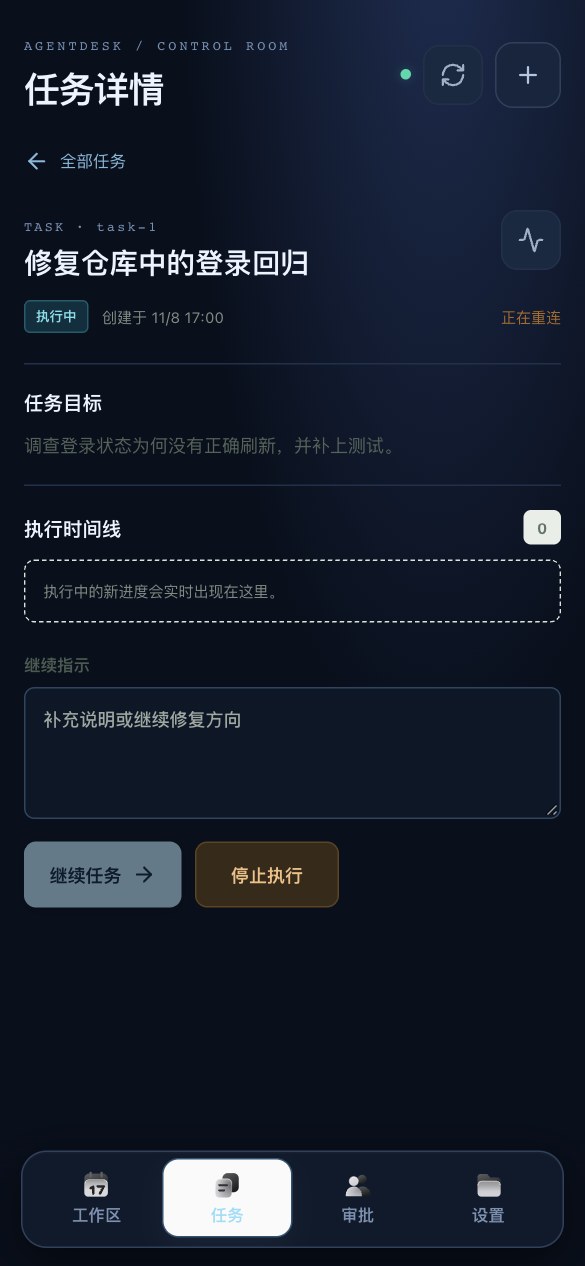 AGENTDESK / CONTROL ROOM
任务详情
全部任务
TASK · task-1
修复仓库中的登录回归
执行中 创建于 11/8 17:00 正在重连
任务目标
调查登录状态为何没有正确刷新，并补上测试。
执行时间线 0
执行中的新进度会实时出现在这里。
继续指示
补充说明或继续修复方向
继续任务 停止执行
17
工作区 任务 审批 设置